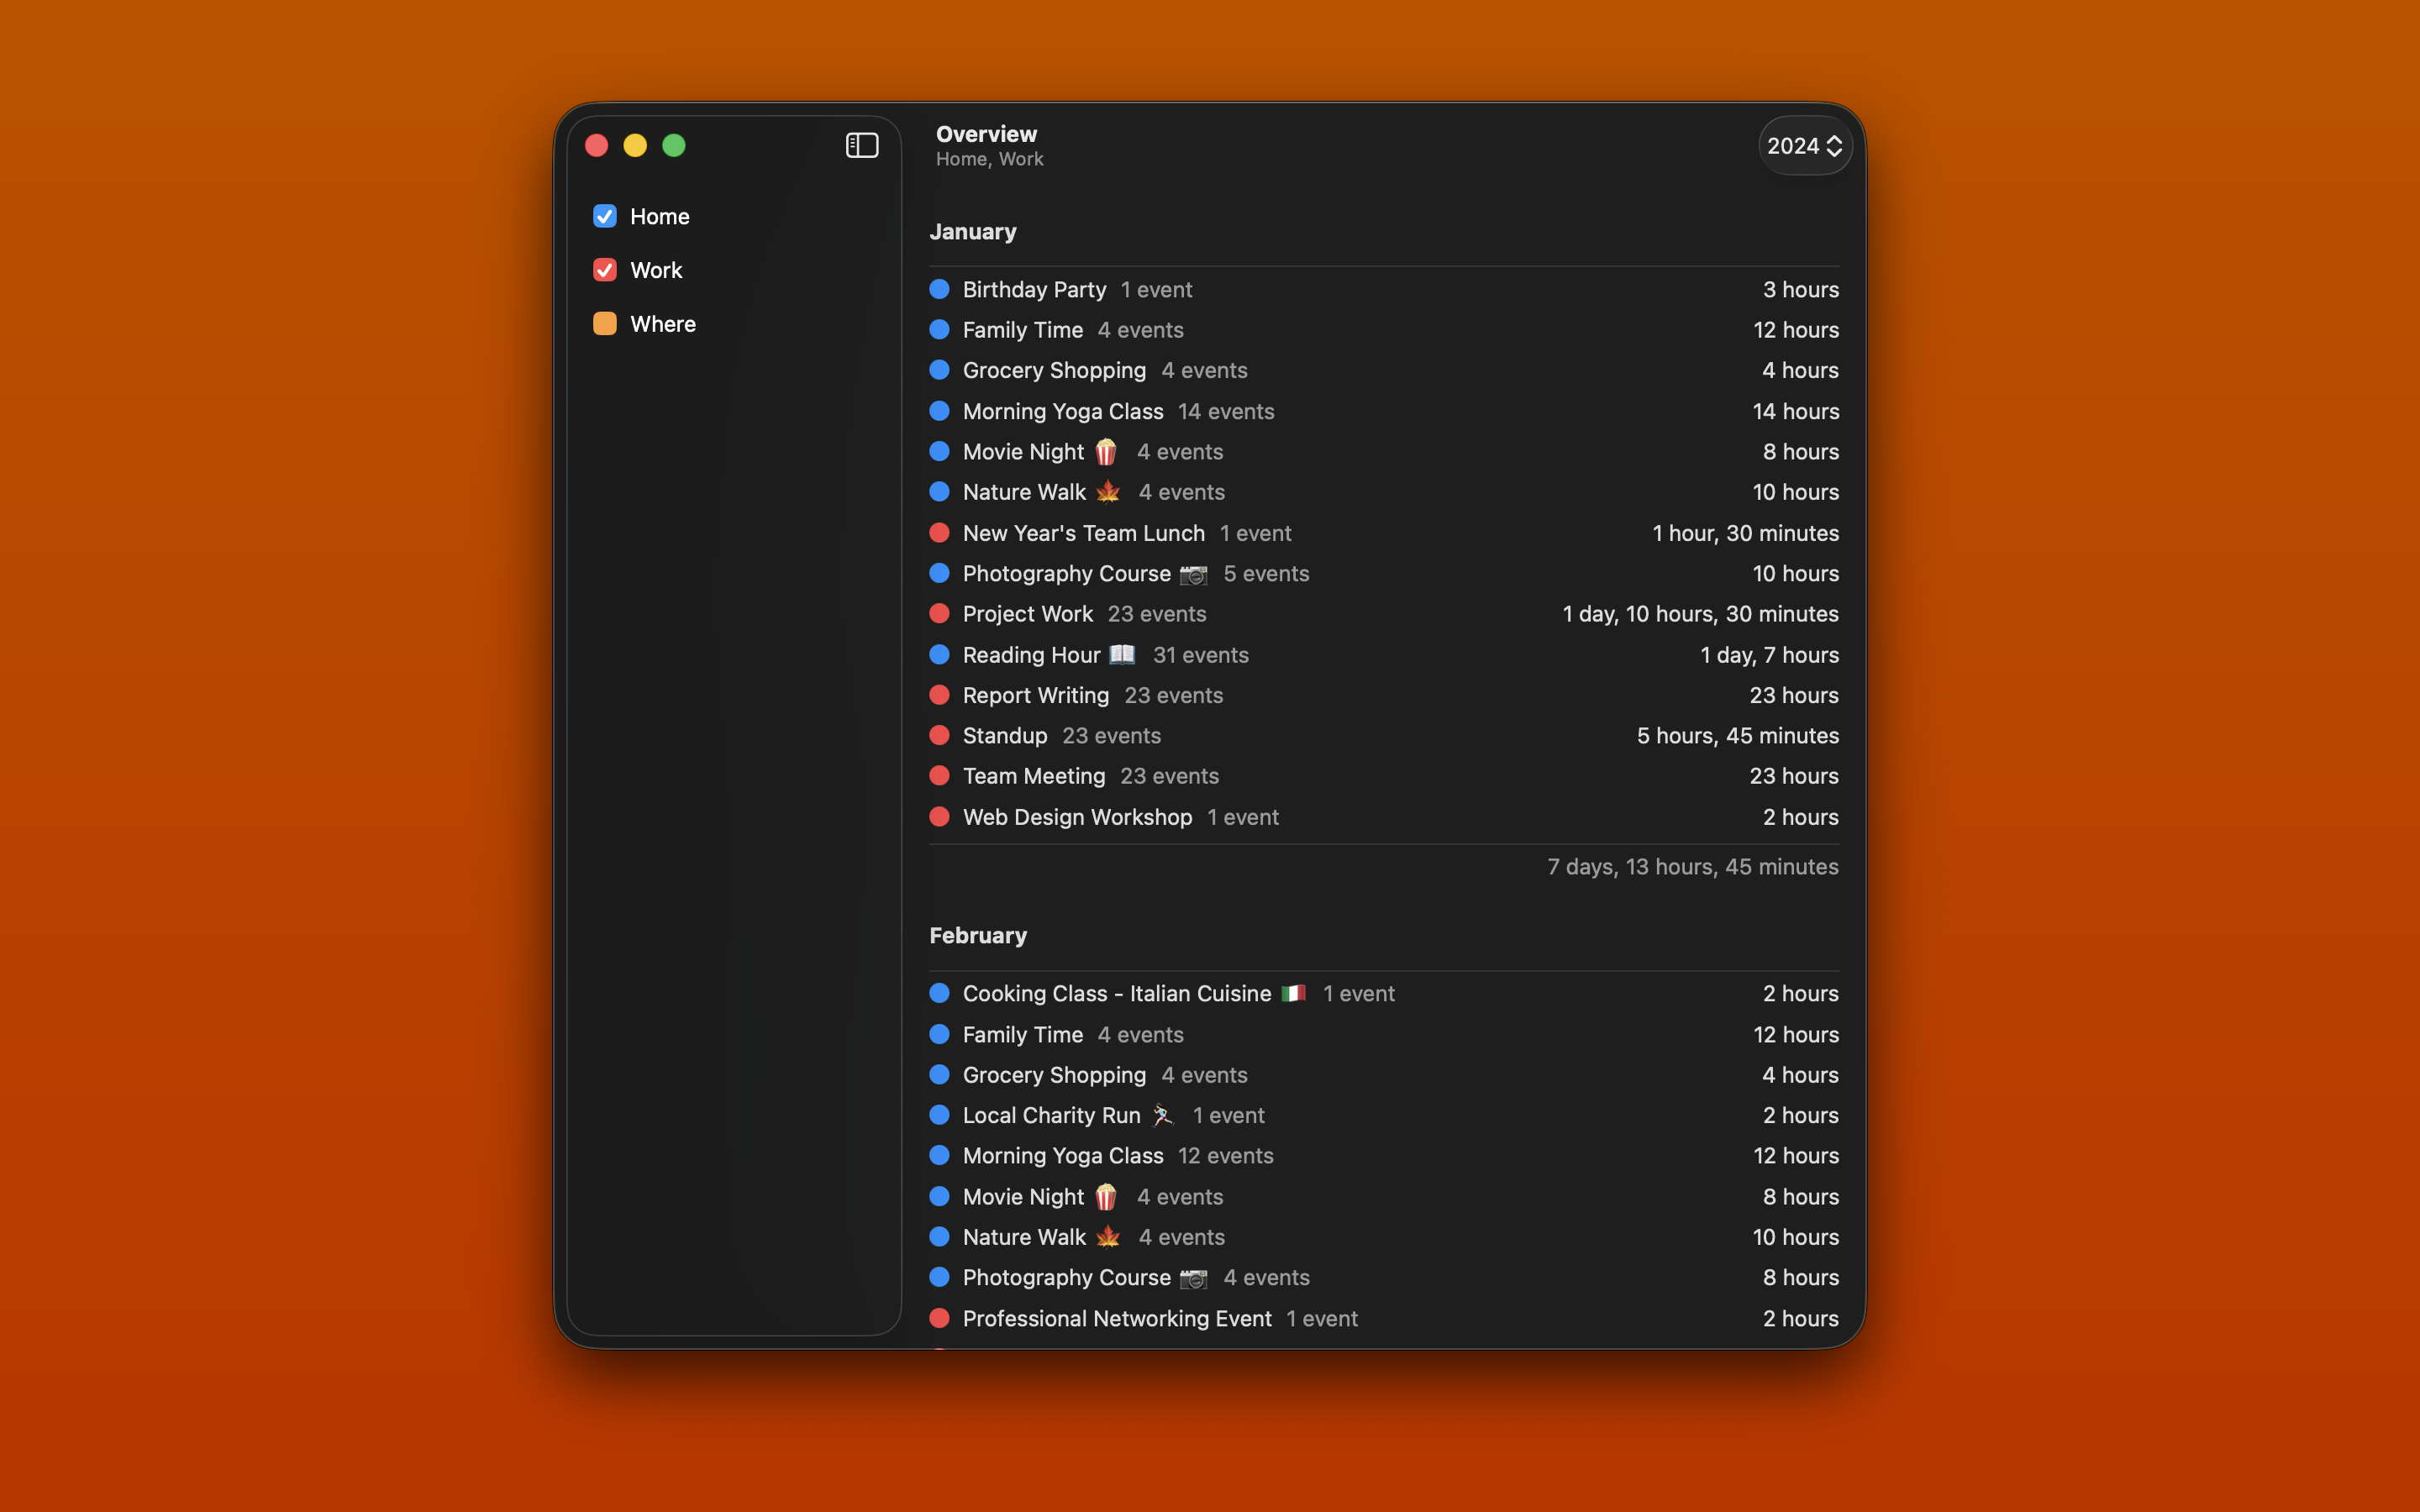 Home
Work
Where
Overview
Home, Work
2024
January
Birthday Party 1 event 3 hours
Family Time 4 events 12 hours
Grocery Shopping 4 events 4 hours
Morning Yoga Class 14 events 14 hours
Movie Night 🍿 4 events 8 hours
Nature Walk 🍁 4 events 10 hours
New Year's Team Lunch 1 event 1 hour, 30 minutes
Photography Course 📷 5 events 10 hours
Project Work 23 events 1 day, 10 hours, 30 minutes
Reading Hour 📖 31 events 1 day, 7 hours
Report Writing 23 events 23 hours
Standup 23 events 5 hours, 45 minutes
Team Meeting 23 events 23 hours
Web Design Workshop 1 event 2 hours
7 days, 13 hours, 45 minutes
February
Cooking Class - Italian Cuisine 🇮🇹 1 event 2 hours
Family Time 4 events 12 hours
Grocery Shopping 4 events 4 hours
Local Charity Run 🏃 1 event 2 hours
Morning Yoga Class 12 events 12 hours
Movie Night 🍿 4 events 8 hours
Nature Walk 🍁 4 events 10 hours
Photography Course 📷 4 events 8 hours
Professional Networking Event 1 event 2 hours